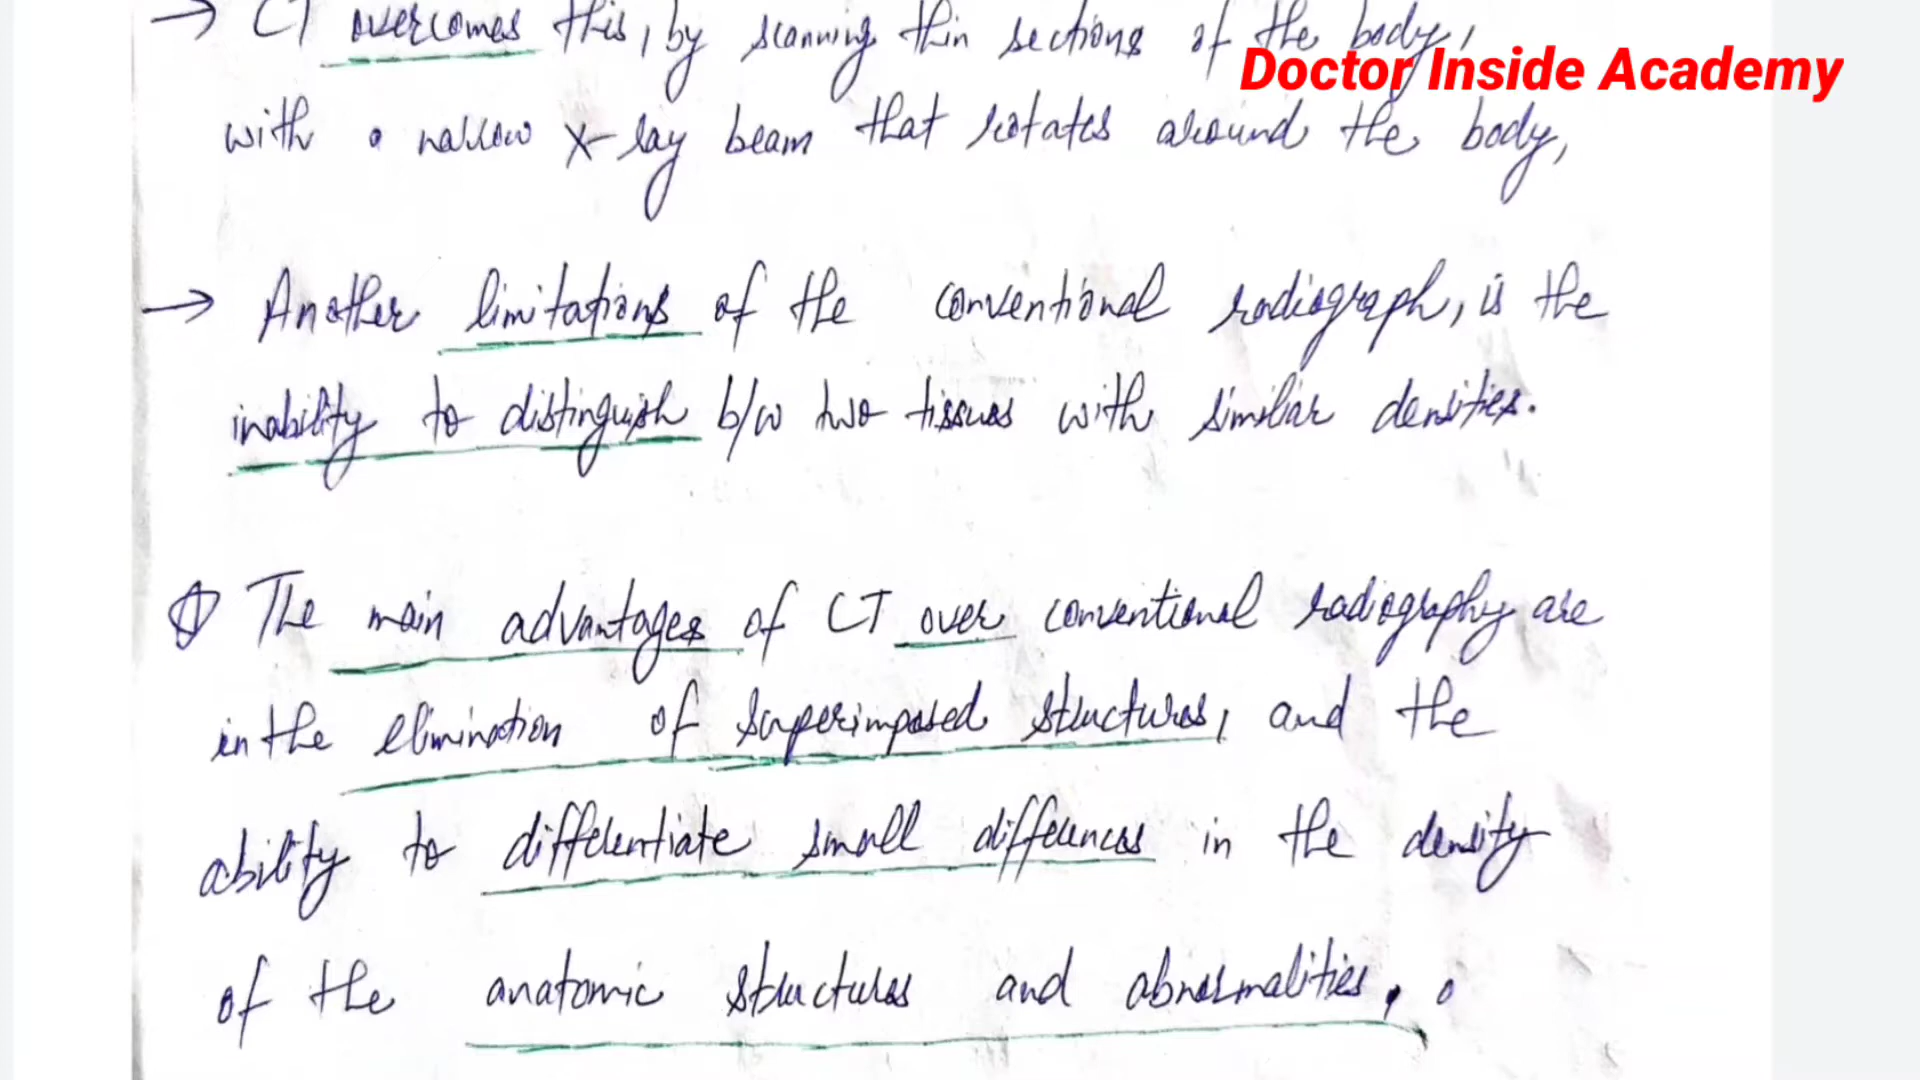 → CT overcomes this, by scanning thin sections of the body,
Doctor Inside Academy
with a narrow x-ray beam that rotates around the body,
→ Another limitations of the conventional radiograph, is the
inability to distinguish b/w two tissues with similiar densities.
The main advantages of CT over conventional radiography are
in the elimination of superimposed structures, and the
ability to differentiate small differences in the density
of the anatomic structures and abnormalities.